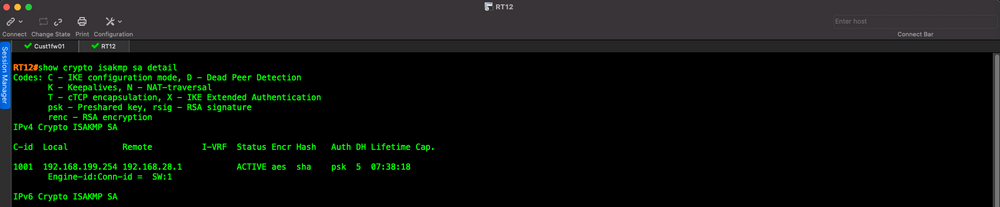 RT12
Enter host
Connect Change State Print Configuration Connect Bar
Cust1fw01 RT12
Session Manager
RT12#show crypto isakmp sa detail
Codes: C - IKE configuration mode, D - Dead Peer Detection
K - Keepalives, N - NAT-traversal
T - cTCP encapsulation, X - IKE Extended Authentication
psk - Preshared key, rsig - RSA signature
renc - RSA encryption
IPv4 Crypto ISAKMP SA
C-id Local Remote I-VRF Status Encr Hash Auth DH Lifetime Cap.
1001 192.168.199.254 192.168.28.1 ACTIVE aes sha psk 5 07:38:18
Engine-id:Conn-id = SW:1
IPv6 Crypto ISAKMP SA